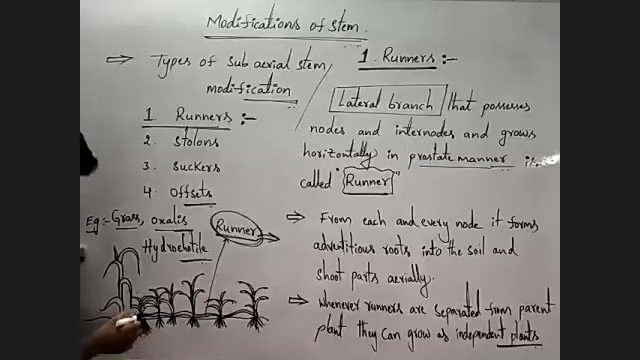 Modifications of stem.
⇒ Types of sub aerial stem
modification
1. Runners :-
2. Stolons
3. Suckers
4. Offsets
Eg:- Grass, oxalis
Hydrocotile
Runner
1. Runners :-
Lateral branch that possesses
nodes and internodes and grows
horizontally in prostate manner is
called "Runner"
⇒ From each and every node it forms
adventitious roots into the soil and
shoot parts aerially.
⇒ Whenever runners are separated from parent
plant they can grow as independent plants